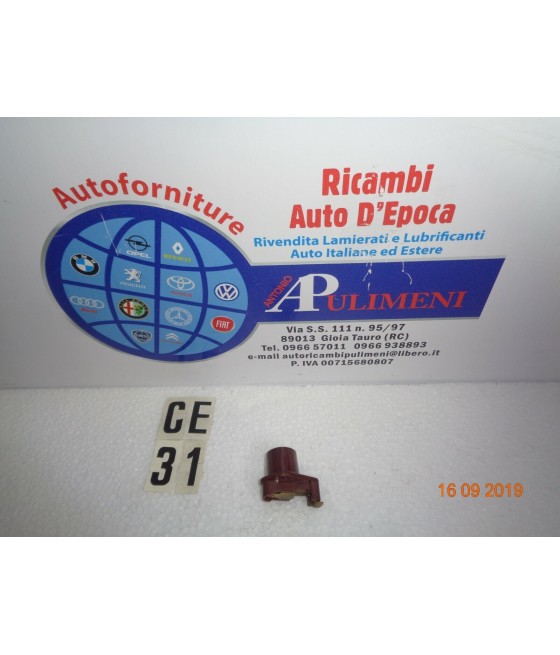 Autoforniture
Ricambi
Auto D'Epoca
Rivendita Lamierati e Lubrificanti
Auto Italiane ed Estere
ANTONIO
APULIMENI
Via S.S. 111 n. 95/97
89013 Gioia Tauro (RC)
Tel. 0966 57011 0966 938893
e-mail autoricambipulimeni@libero.it
P. IVA 00715680807
OPEL
RENAULT
BMW
PEUGEOT
TOYOTA
FIAT
CE
31
16 09 2019